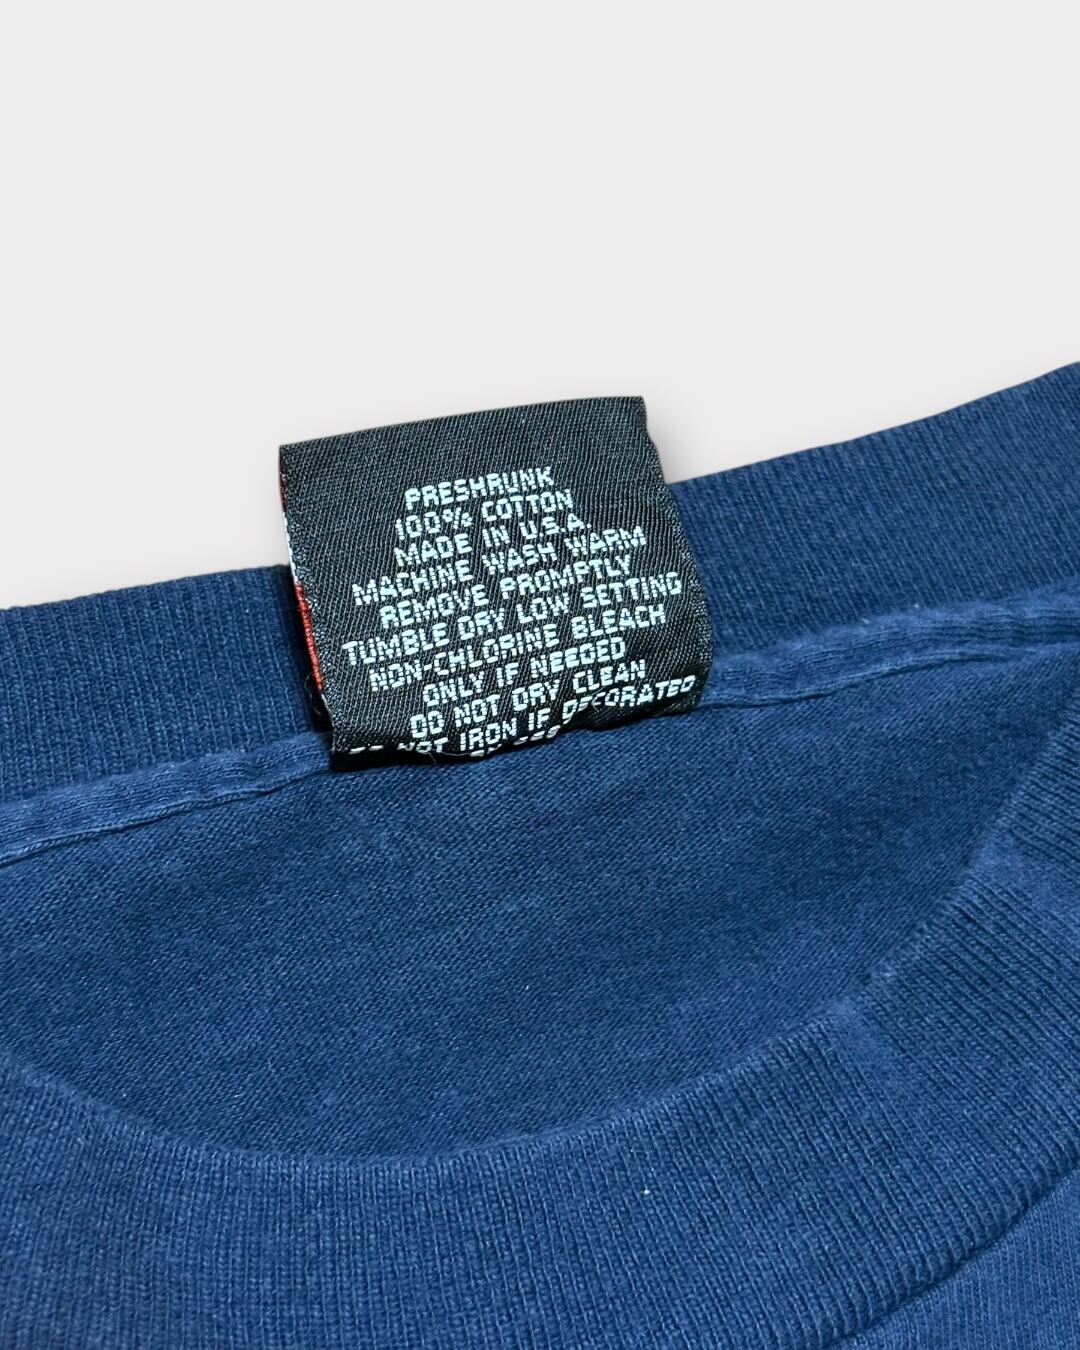 PRESHRUNK
100% COTTON
MADE IN U.S.A.
MACHINE WASH WARM
REMOVE PROMPTLY
TUMBLE DRY LOW SETTING
NON-CHLORINE BLEACH
ONLY IF NEEDED
DO NOT DRY CLEAN
DO NOT IRON IF DECORATED